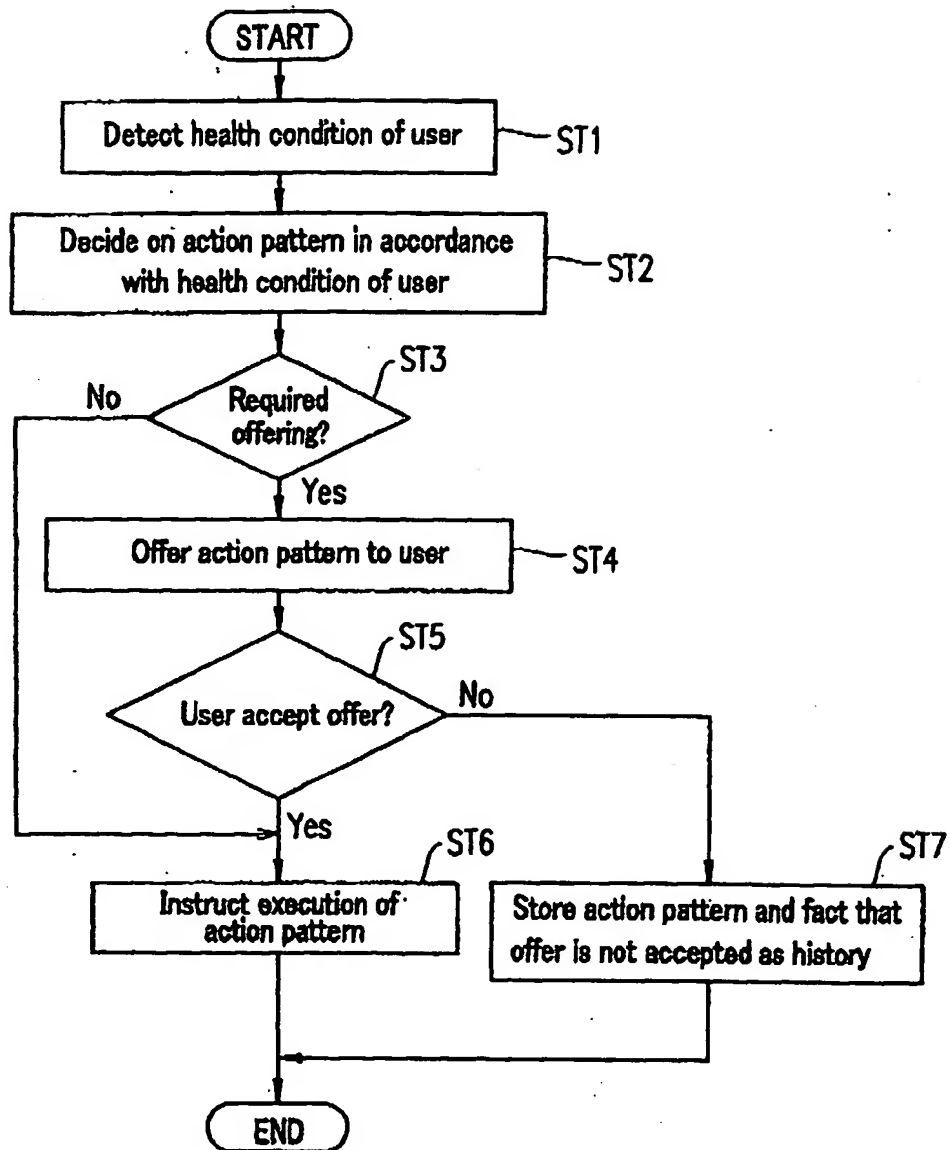 START
Detect health condition of user
ST1
Decide on action pattern in accordance
with health condition of user
ST2
ST3
No
Required
offering?
Yes
Offer action pattern to user
ST4
ST5
User accept offer?
No
Yes
ST6
Instruct execution of
action pattern
ST7
Store action pattern and fact that
offer is not accepted as history
END